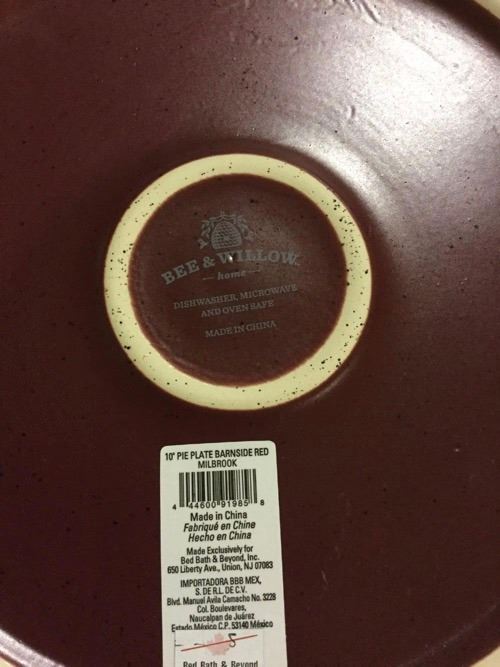 BEE & WILLOW
home
DISHWASHER, MICROWAVE
AND OVEN SAFE
MADE IN CHINA
10" PIE PLATE BARNSIDE RED
MILBROOK
4 44600 91985 8
Made in China
Fabriqué en Chine
Hecho en China
Made Exclusively for
Bed Bath & Beyond, Inc.
650 Liberty Ave., Union, NJ 07083
IMPORTADORA BBB MEX,
S. DE R.L. DE C.V.
Blvd. Manuel Avila Camacho No. 3228
Col. Boulevares,
Naucalpan de Juárez
Estado México C.P. 53140 México
5
Bed Bath & Beyond